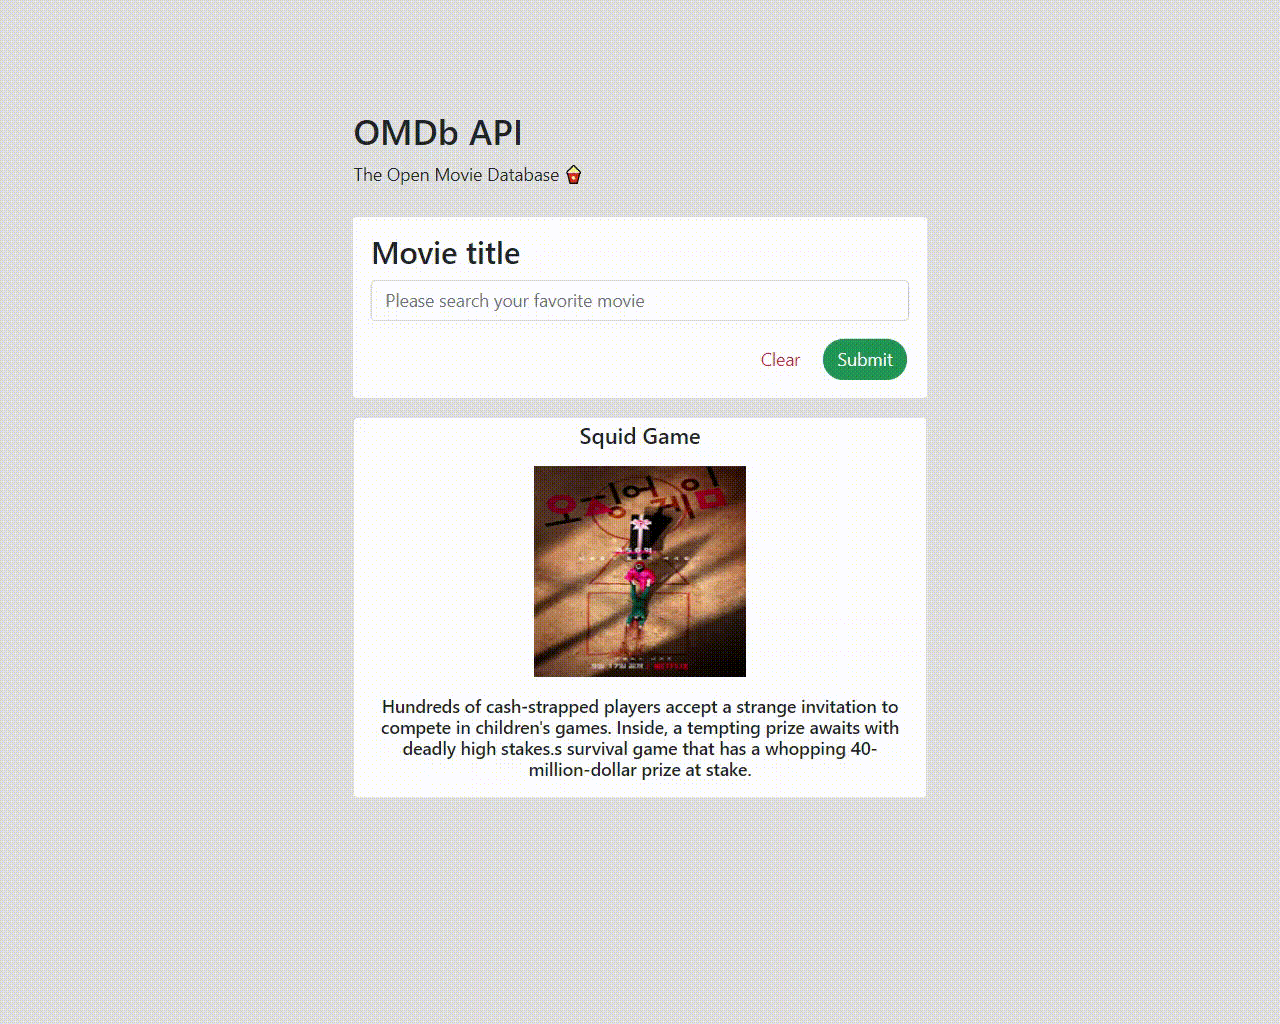 OMDb API
The Open Movie Database
Movie title
Please search your favorite movie
Clear
Submit
Squid Game
오징어 게임
Hundreds of cash-strapped players accept a strange invitation to
compete in children's games. Inside, a tempting prize awaits with
deadly high stakes.s survival game that has a whopping 40-
million-dollar prize at stake.